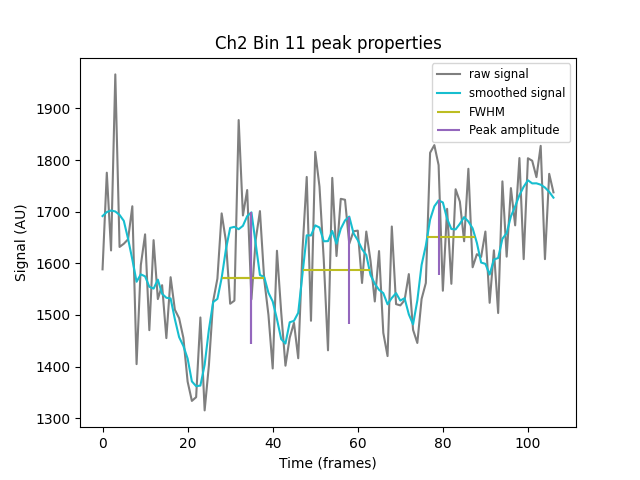 Ch2 Bin 11 peak properties
raw signal
smoothed signal
FWHM
Peak amplitude
Signal (AU)
1900
1800
1700
1600
1500
1400
1300
0 20 40 60 80 100
Time (frames)